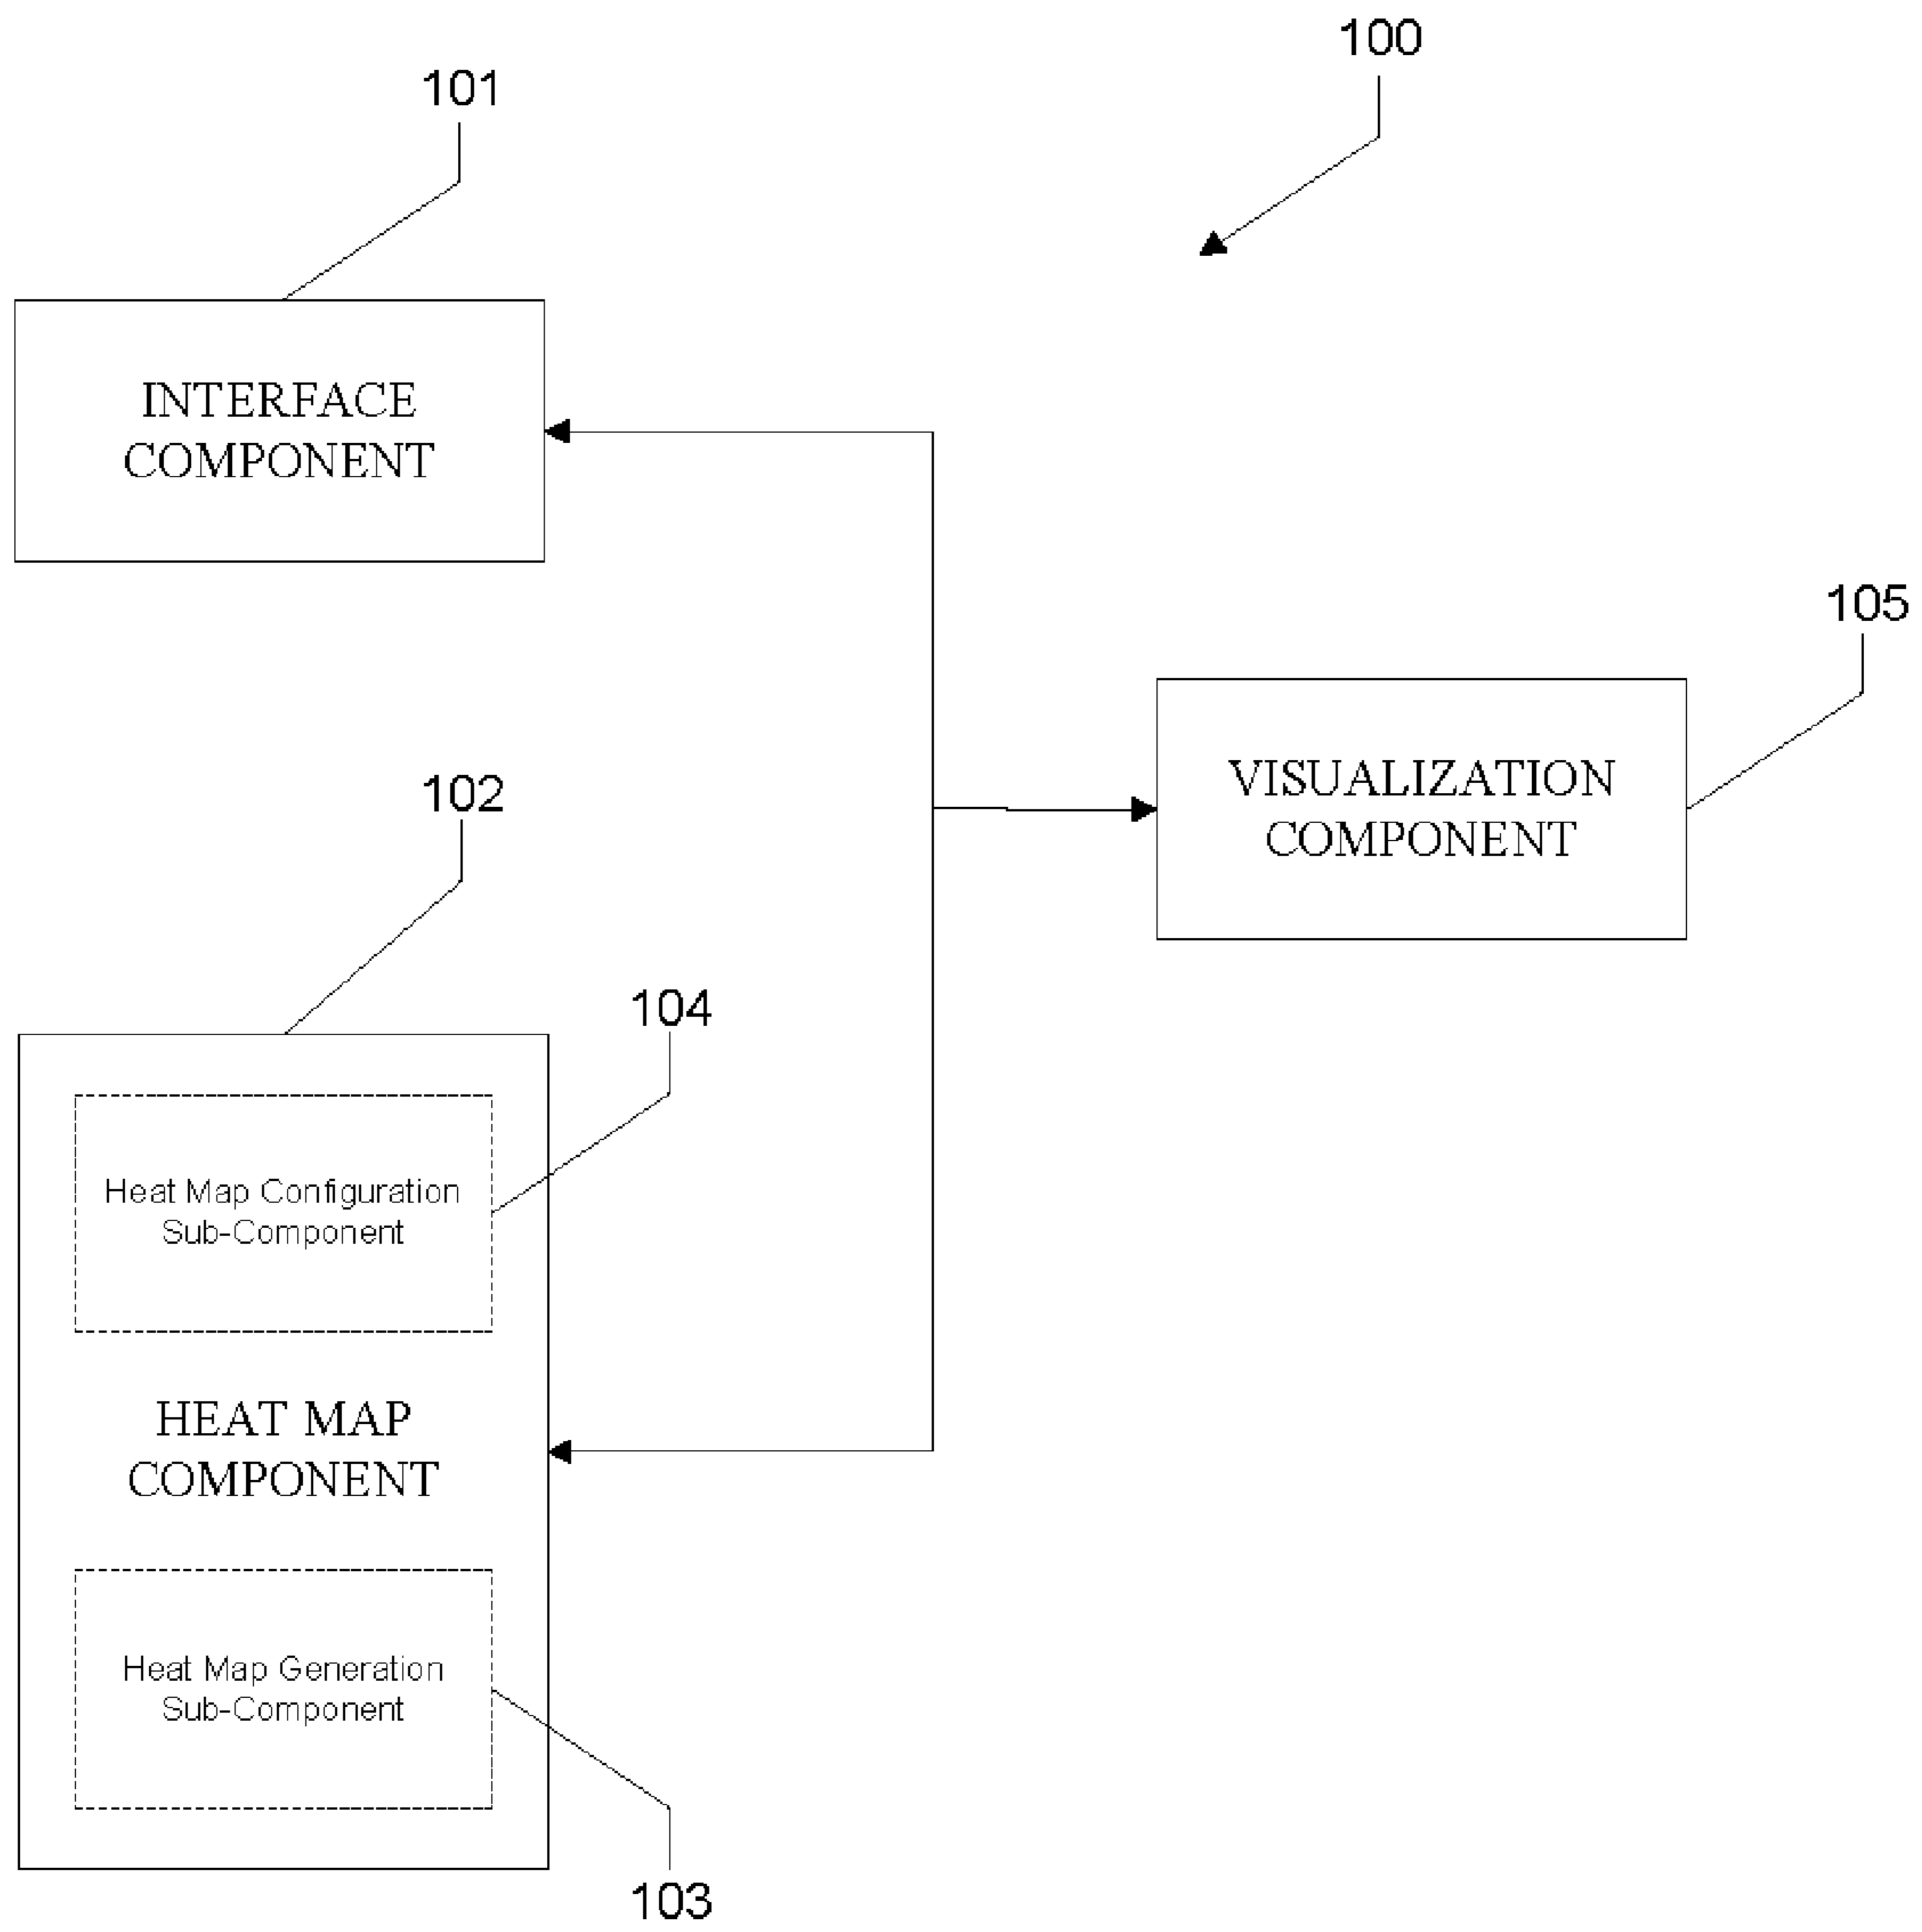 100
101
INTERFACE
COMPONENT
105
VISUALIZATION
COMPONENT
102
104
Heat Map Configuration
Sub-Component
HEAT MAP
COMPONENT
Heat Map Generation
Sub-Component
103